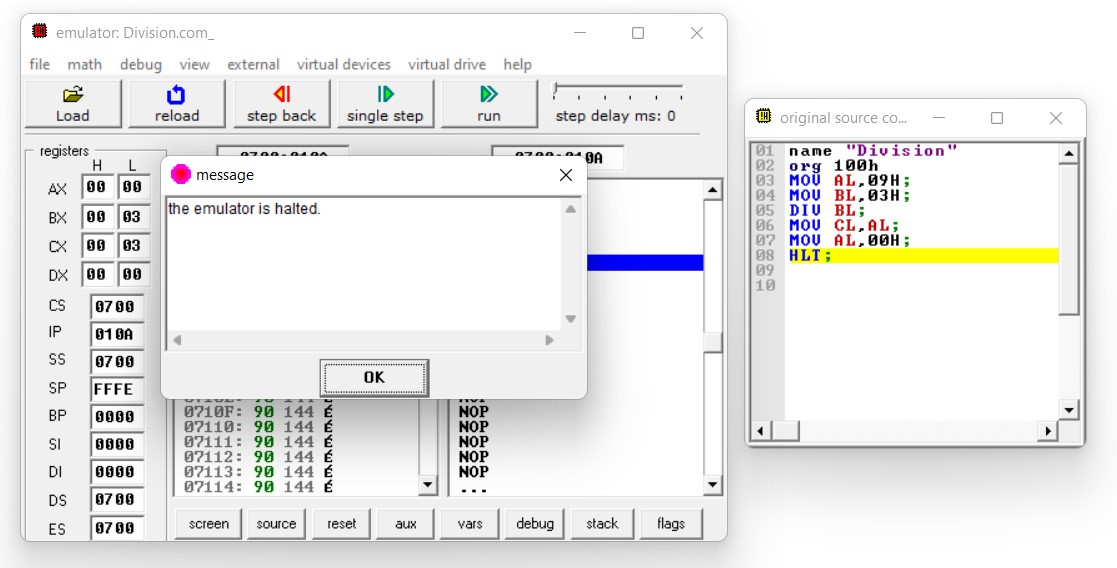 emulator: Division.com_
file math debug view external virtual devices virtual drive help
Load reload step back single step run step delay ms: 0
registers
H L
0700:010A 0700:010A
AX 00 00
BX 00 03
CX 00 03
DX 00 00
CS 0700
IP 010A
SS 0700
SP FFFE
BP 0000
SI 0000
DI 0000
DS 0700
ES 0700
message
the emulator is halted.
OK
0710F: 90 144 É NOP
07110: 90 144 É NOP
07111: 90 144 É NOP
07112: 90 144 É NOP
07113: 90 144 É NOP
07114: 90 144 É ...
screen source reset aux vars debug stack flags
original source co...
01 name "Division"
02 org 100h
03 MOV AL,09H;
04 MOV BL,03H;
05 DIV BL;
06 MOV CL,AL;
07 MOV AL,00H;
08 HLT;
09
10